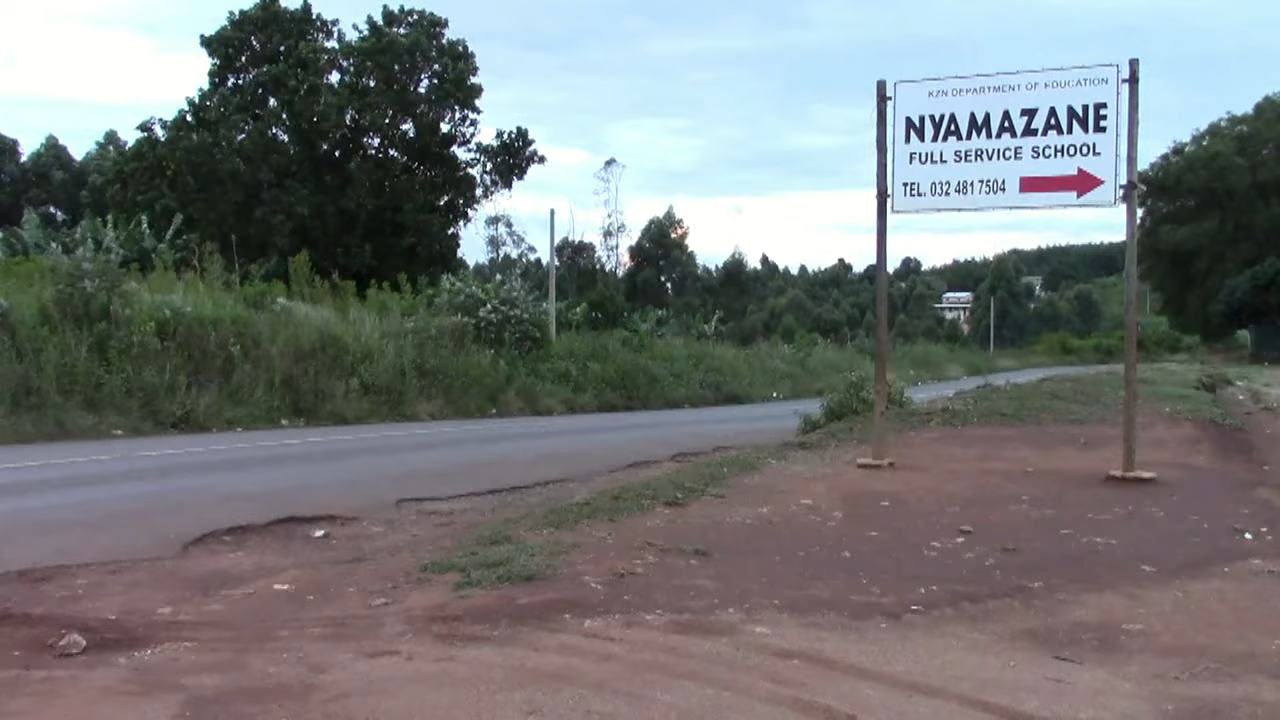 KZN DEPARTMENT OF EDUCATION
NYAMAZANE
FULL SERVICE SCHOOL
TEL. 032 481 7504